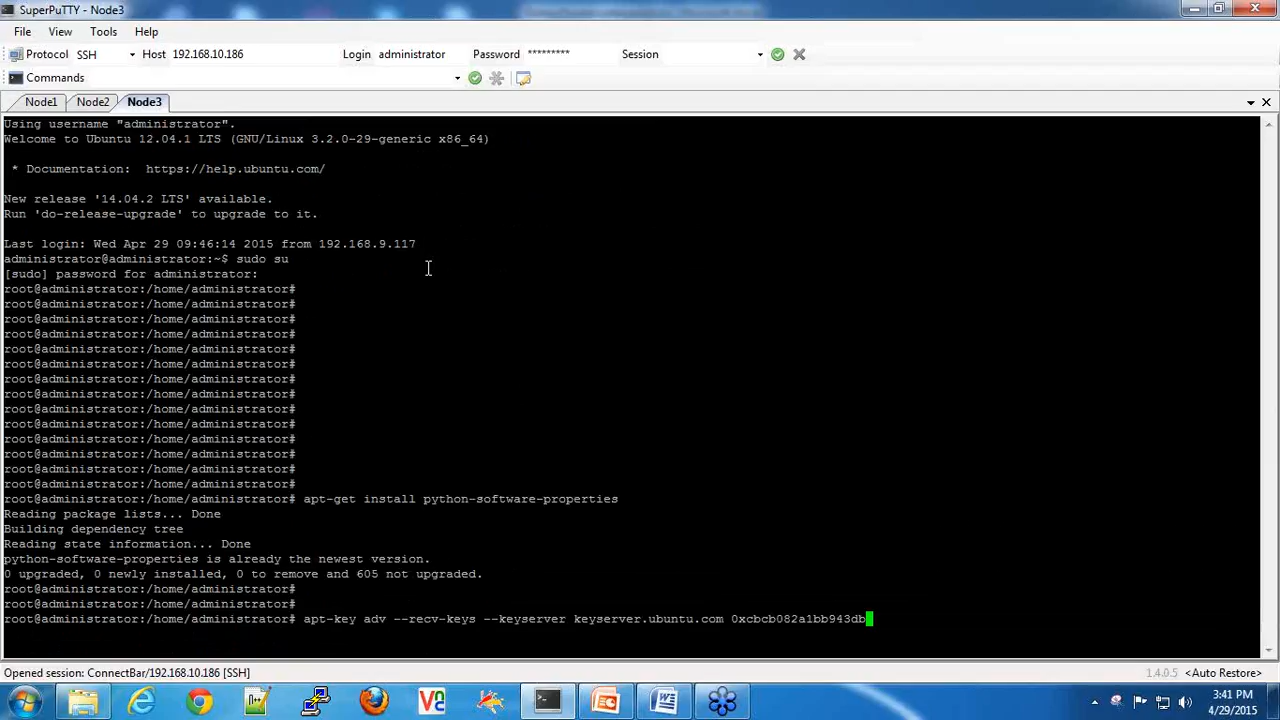 SuperPuTTY - Node3
File View Tools Help
Protocol SSH Host 192.168.10.186 Login administrator Password ********* Session
Commands
Node1 Node2 Node3
Using username "administrator".
Welcome to Ubuntu 12.04.1 LTS (GNU/Linux 3.2.0-29-generic x86_64)
* Documentation: https://help.ubuntu.com/
New release '14.04.2 LTS' available.
Run 'do-release-upgrade' to upgrade to it.
Last login: Wed Apr 29 09:46:14 2015 from 192.168.9.117
administrator@administrator:~$ sudo su
[sudo] password for administrator:
root@administrator:/home/administrator#
root@administrator:/home/administrator#
root@administrator:/home/administrator#
root@administrator:/home/administrator#
root@administrator:/home/administrator#
root@administrator:/home/administrator#
root@administrator:/home/administrator#
root@administrator:/home/administrator#
root@administrator:/home/administrator#
root@administrator:/home/administrator#
root@administrator:/home/administrator#
root@administrator:/home/administrator#
root@administrator:/home/administrator#
root@administrator:/home/administrator#
root@administrator:/home/administrator# apt-get install python-software-properties
Reading package lists... Done
Building dependency tree
Reading state information... Done
python-software-properties is already the newest version.
0 upgraded, 0 newly installed, 0 to remove and 605 not upgraded.
root@administrator:/home/administrator#
root@administrator:/home/administrator#
root@administrator:/home/administrator# apt-key adv --recv-keys --keyserver keyserver.ubuntu.com 0xcbcb082a1bb943db
Opened session: ConnectBar/192.168.10.186 [SSH] 1.4.0.5 <Auto Restore>
3:41 PM
4/29/2015